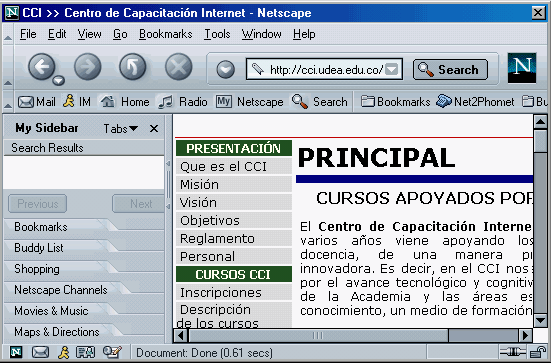 CCI >> Centro de Capacitación Internet - Netscape
File Edit View Go Bookmarks Tools Window Help
http://cci.udea.edu.co/ Search
Mail IM Home Radio My Netscape Search Bookmarks Net2Phone Bu
My Sidebar Tabs
Search Results
Previous Next
Bookmarks
Buddy List
Shopping
Netscape Channels
Movies & Music
Maps & Directions
PRESENTACIÓN
Que es el CCI
Misión
Visión
Objetivos
Reglamento
Personal
CURSOS CCI
Inscripciones
Descripción
de los cursos
PRINCIPAL
CURSOS APOYADOS POR
El Centro de Capacitación Interne
varios años viene apoyando los
docencia, de una manera pr
innovadora. Es decir, en el CCI nos
por el avance tecnológico y cognitiv
de la Academia y las áreas es
conocimiento, un medio de formación
Document: Done (0.61 secs)